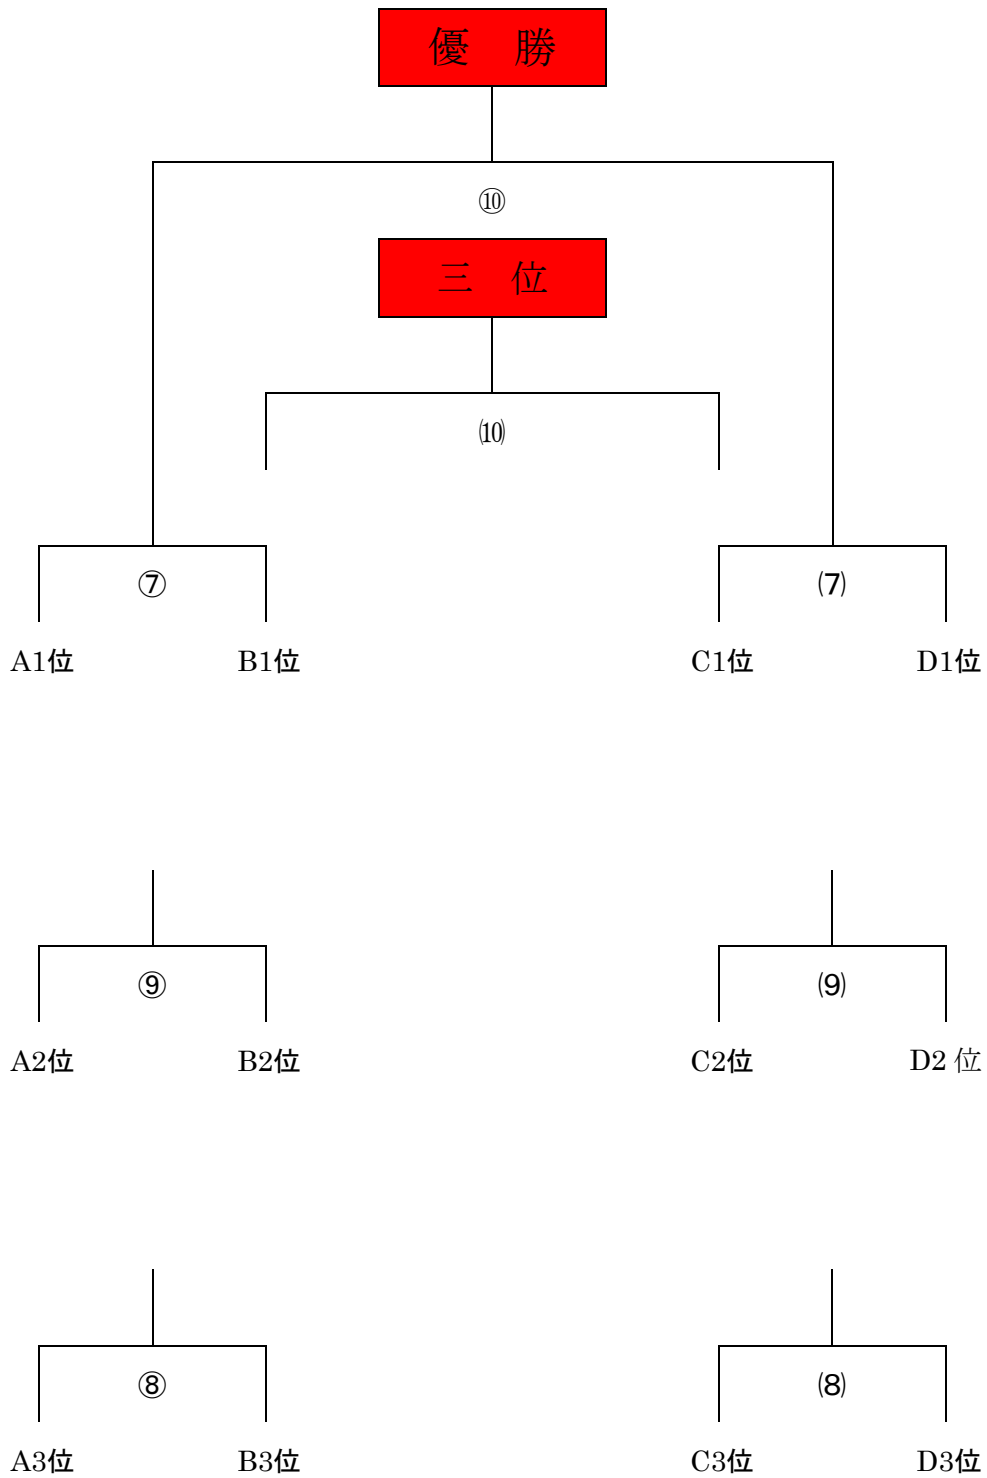 優　勝
⑩
三　位
⑽
⑦ ⑺
A1位 B1位 C1位 D1位
⑨ ⑼
A2位 B2位 C2位 D2 位
⑧ ⑻
A3位 B3位 C3位 D3位